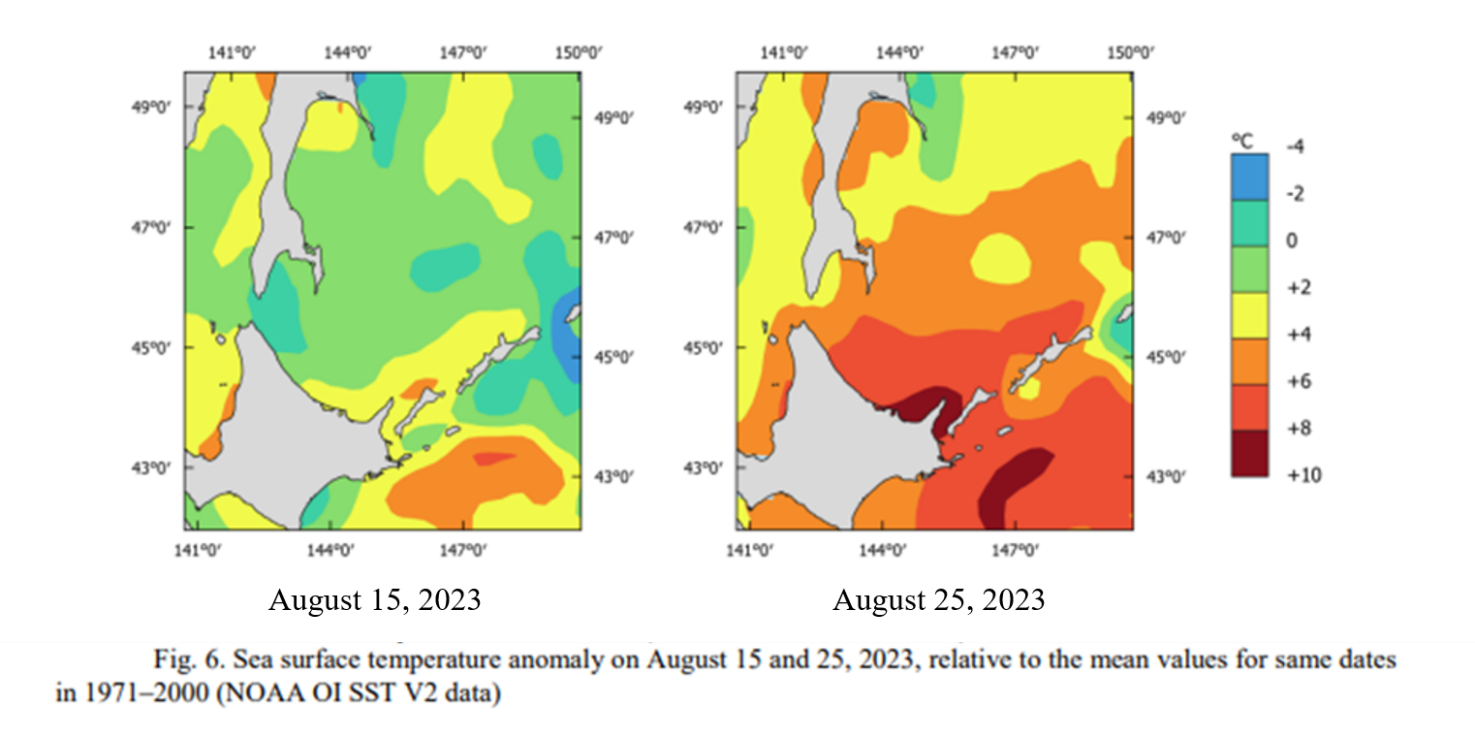 141°0′ 144°0′ 147°0′ 150°0′ 141°0′ 144°0′ 147°0′ 150°0′
49°0′ 49°0′ 49°0′ 49°0′
°C -4
-2
47°0′ 47°0′ 47°0′ 47°0′ 0
+2
45°0′ 45°0′ 45°0′ 45°0′ +4
+6
+8
43°0′ 43°0′ 43°0′ 43°0′ +10
141°0′ 144°0′ 147°0′ 141°0′ 144°0′ 147°0′
August 15, 2023 August 25, 2023
Fig. 6. Sea surface temperature anomaly on August 15 and 25, 2023, relative to the mean values for same dates
in 1971–2000 (NOAA OI SST V2 data)